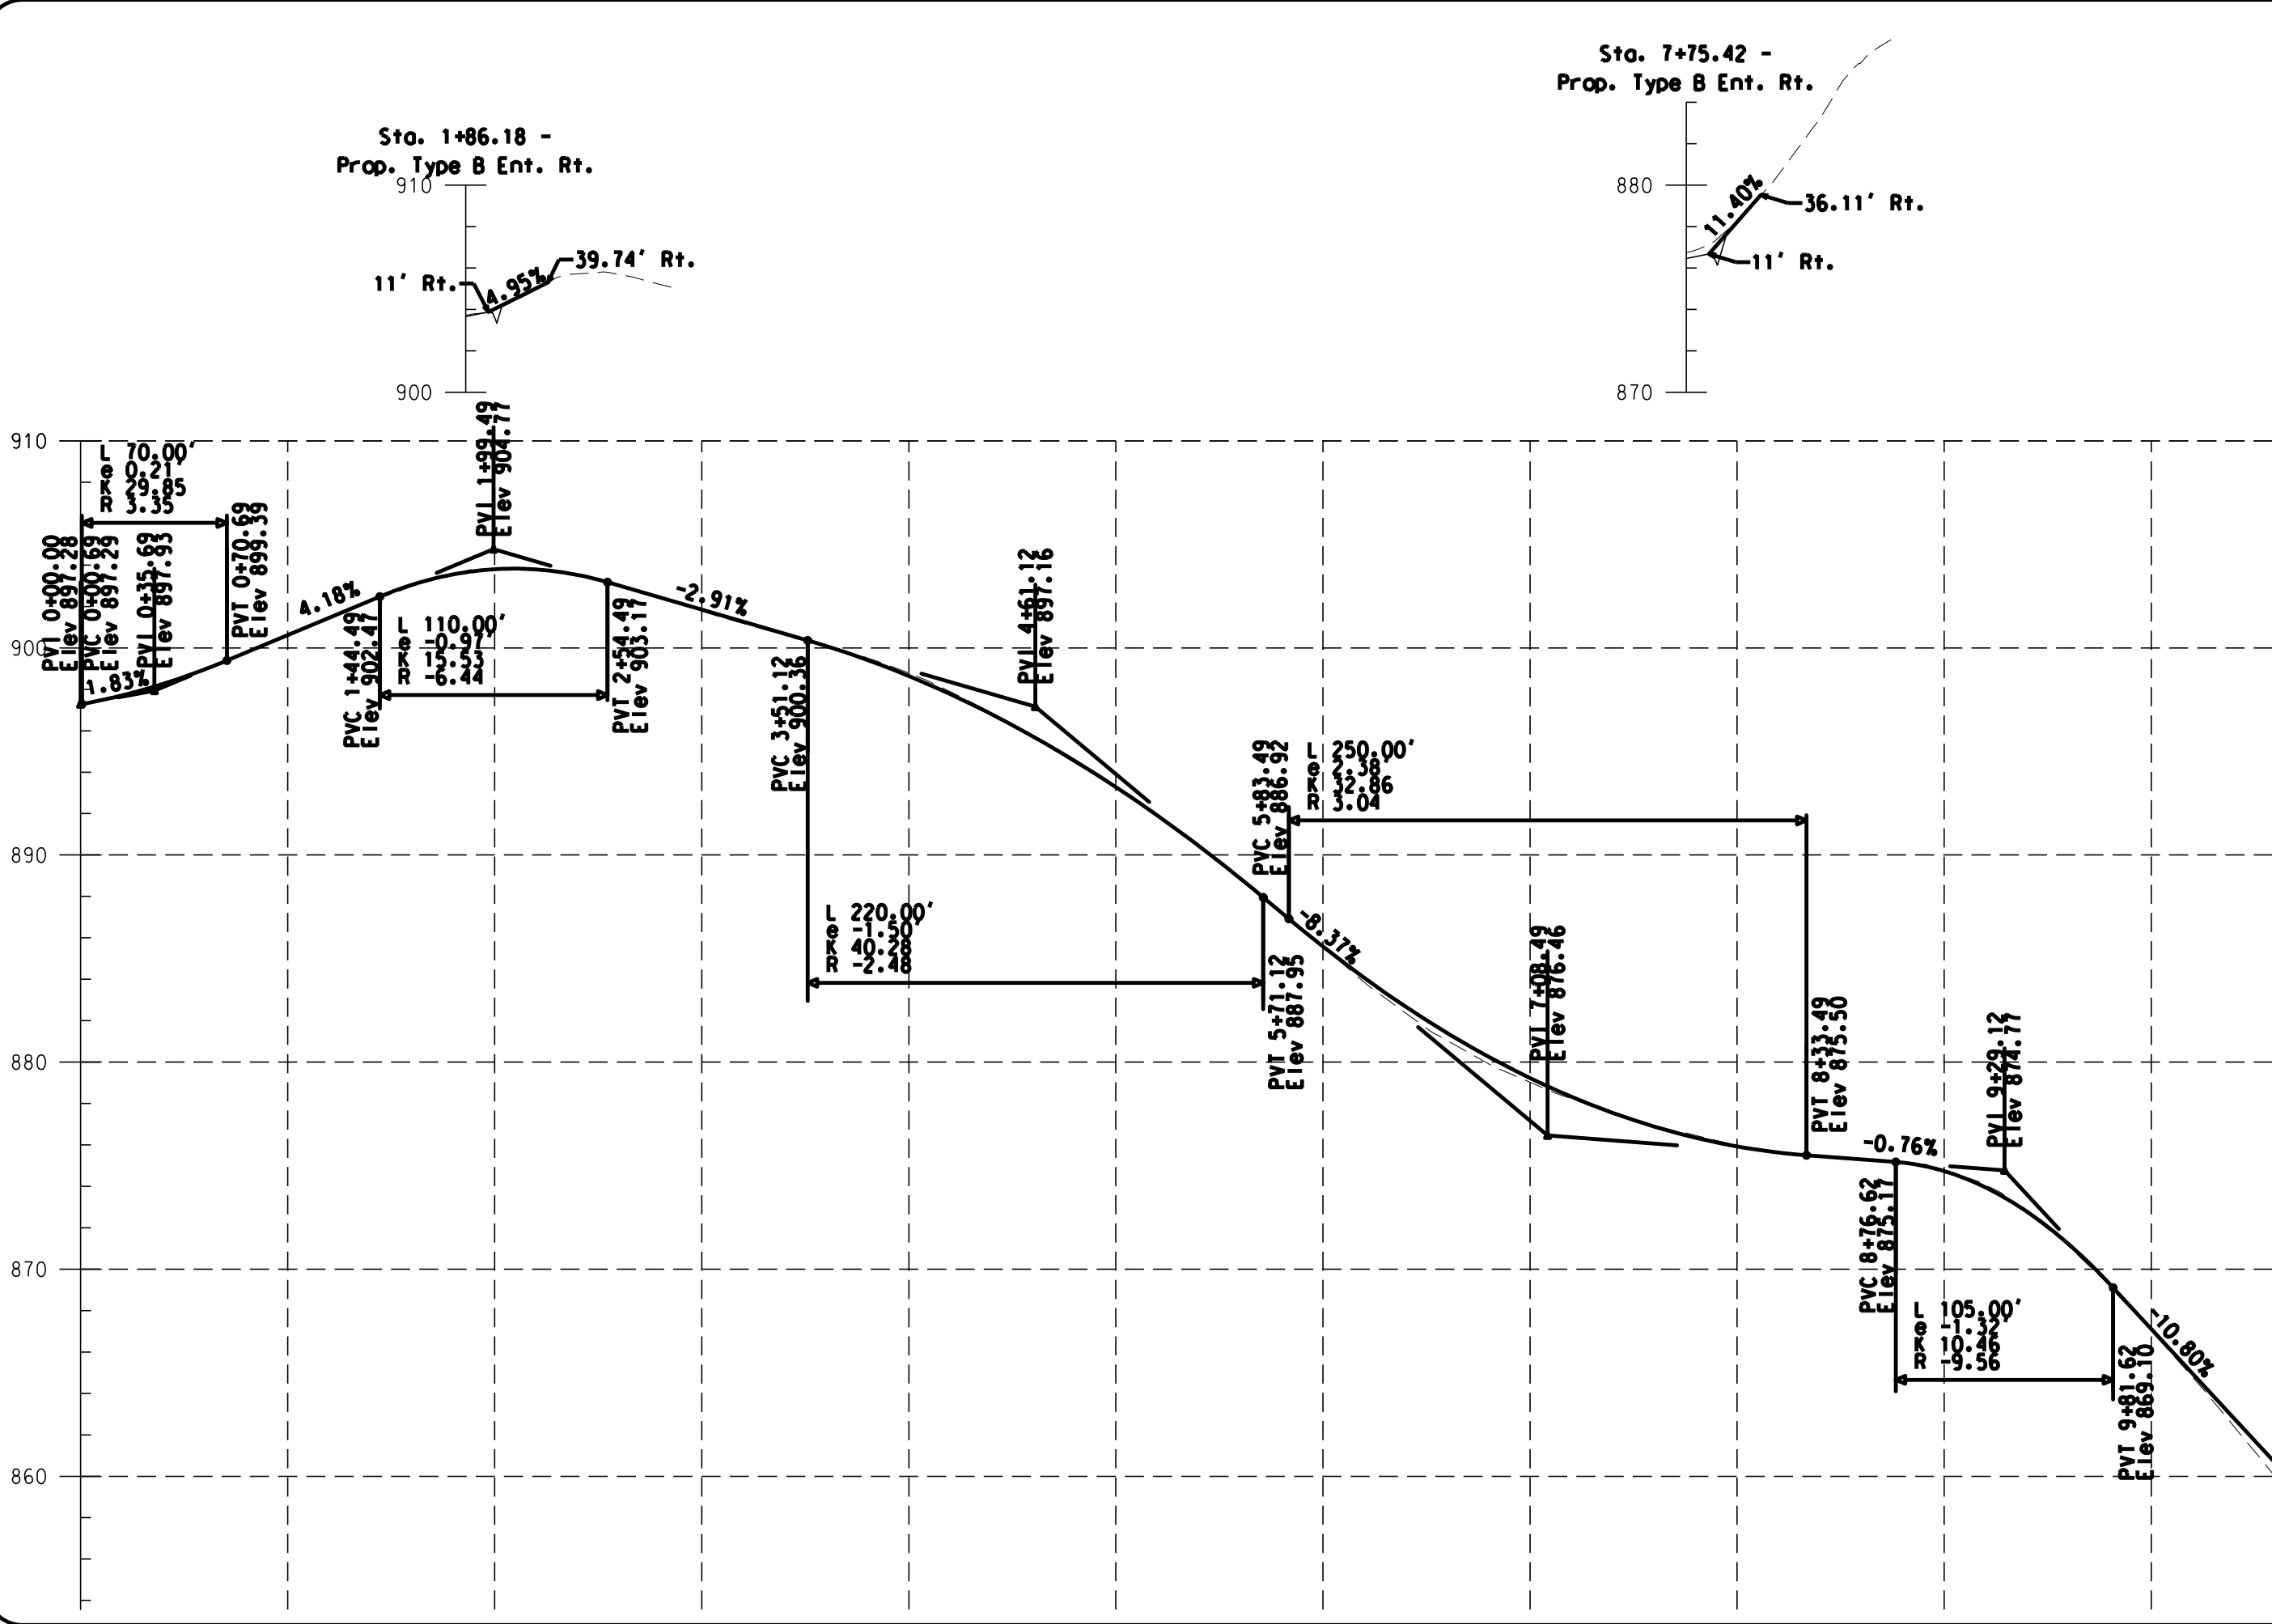 Sta. 7+75.42 -
Prop. Type B Ent. Rt.
880
11.40%
36.11' Rt.
11' Rt.
870
Sta. 1+86.18 -
Prop. Type B Ent. Rt.
910
39.74' Rt.
11' Rt.
4.95%
900
910
L 70.00'
e 0.21'
K 29.85
R 3.35
PVI 0+00.00
Elev 897.28
PVC 0+00.69
Elev 897.29
PVI 0+35.69
Elev 897.93
PVT 0+70.69
Elev 899.39
1.83%
4.18%
PVC 1+44.49
Elev 902.47
PVI 1+99.49
Elev 904.77
L 110.00'
e -0.97'
K 15.53
R -6.44
PVT 2+54.49
Elev 903.17
-2.91%
900
PVC 3+51.12
Elev 900.36
PVI 4+61.12
Elev 897.16
L 220.00'
e -1.50'
K 40.28
R -2.48
PVT 5+71.12
Elev 887.95
PVC 5+83.49
Elev 886.92
L 250.00'
e 2.38'
K 32.86
R 3.04
890
-8.37%
PVI 7+08.49
Elev 876.46
PVT 8+33.49
Elev 875.50
880
-0.76%
PVC 8+76.62
Elev 875.17
PVI 9+29.12
Elev 874.77
870
L 105.00'
e -1.32'
K 10.46
R -9.56
PVT 9+81.62
Elev 869.10
-10.80%
860